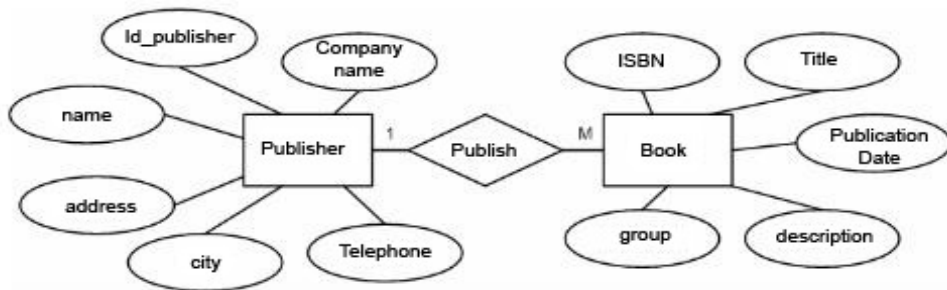 Id_publisher
Company
name
ISBN
Title
name
Publisher
1
Publish
M
Book
Publication
Date
address
city
Telephone
group
description